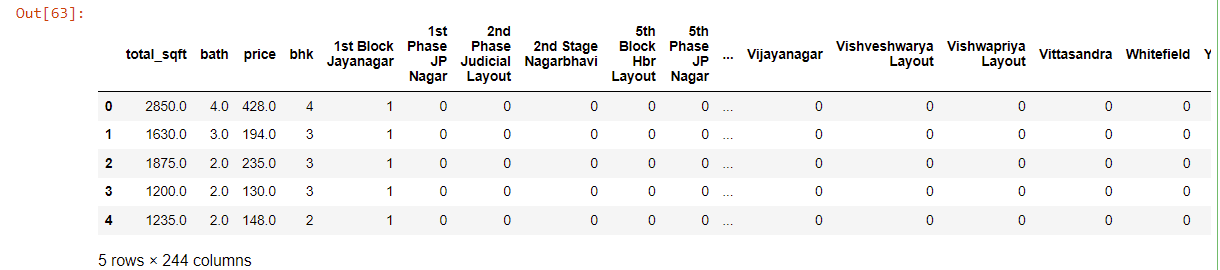 Out[63]:
total_sqft bath price bhk 1st Block Jayanagar 1st Phase JP Nagar 2nd Phase Judicial Layout 2nd Stage Nagarbhavi 5th Block Hbr Layout 5th Phase JP Nagar ... Vijayanagar Vishveshwarya Layout Vishwapriya Layout Vittasandra Whitefield Y
0 2850.0 4.0 428.0 4 1 0 0 0 0 0 ... 0 0 0 0 0
1 1630.0 3.0 194.0 3 1 0 0 0 0 0 ... 0 0 0 0 0
2 1875.0 2.0 235.0 3 1 0 0 0 0 0 ... 0 0 0 0 0
3 1200.0 2.0 130.0 3 1 0 0 0 0 0 ... 0 0 0 0 0
4 1235.0 2.0 148.0 2 1 0 0 0 0 0 ... 0 0 0 0 0
5 rows × 244 columns